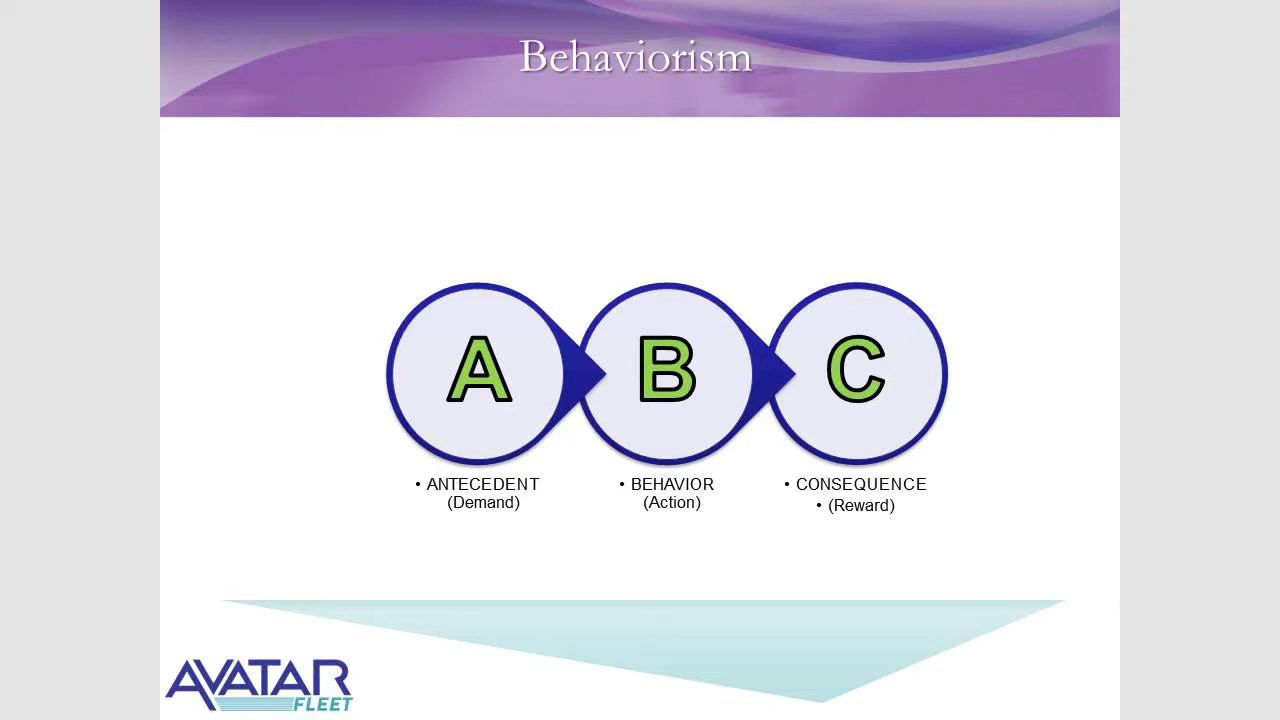 Behaviorism
A
B
C
• ANTECEDENT
(Demand)
• BEHAVIOR
(Action)
• CONSEQUENCE
• (Reward)
AVATAR
FLEET